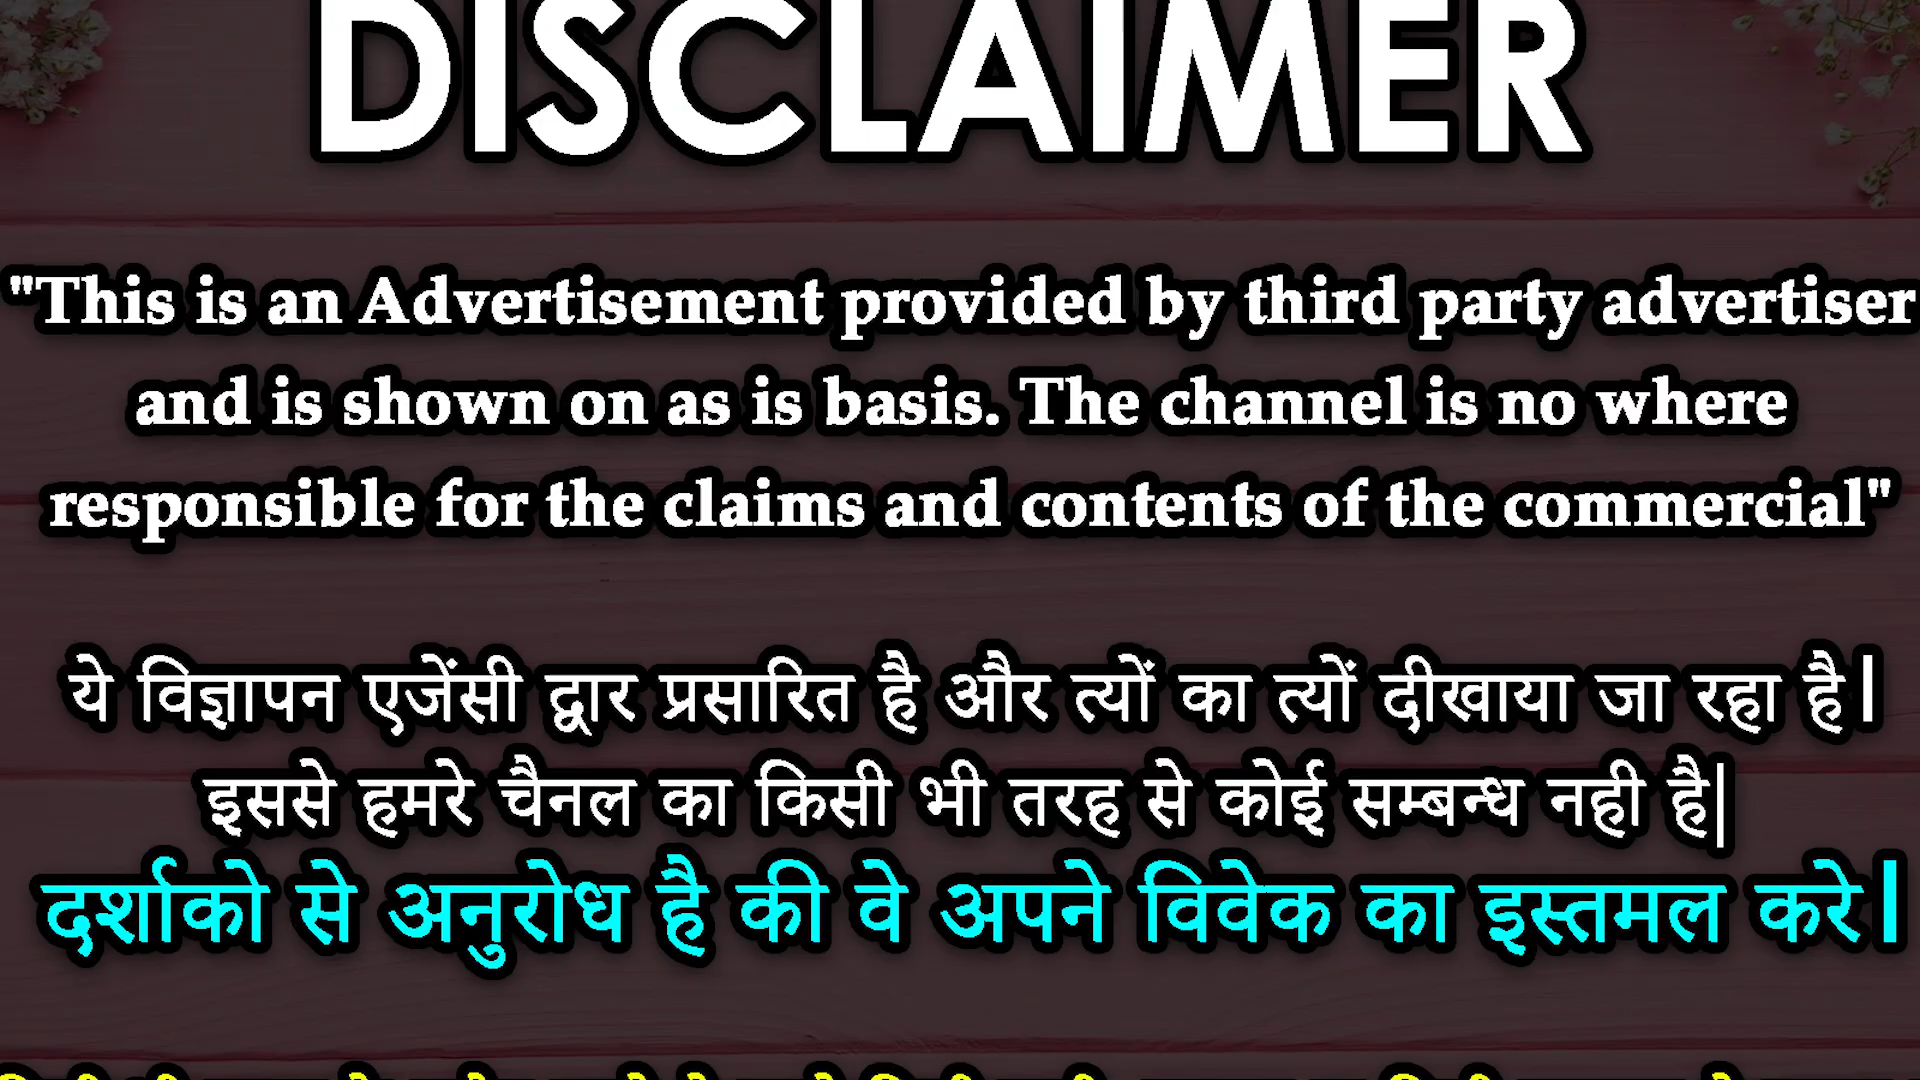 DISCLAIMER
"This is an Advertisement provided by third party advertiser
and is shown on as is basis. The channel is no where
responsible for the claims and contents of the commercial"
ये विज्ञापन एजेंसी द्वार प्रसारित है और त्यों का त्यों दीखाया जा रहा है|
इससे हमरे चैनल का किसी भी तरह से कोई सम्बन्ध नही है|
दर्शाको से अनुरोध है की वे अपने विवेक का इस्तमल करे|